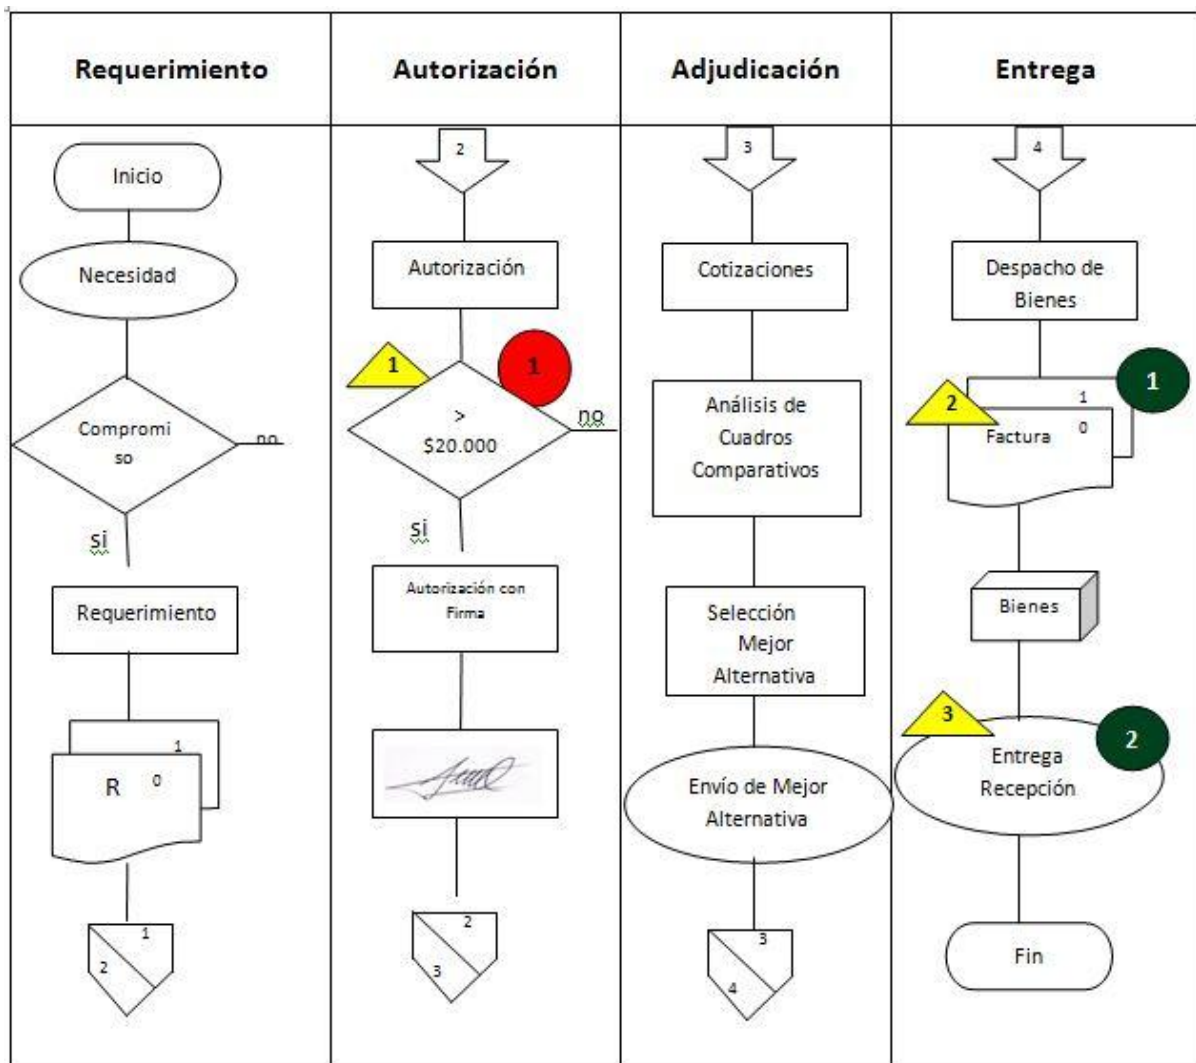 Requerimiento
Autorización
Adjudicación
Entrega
Inicio
Necesidad
Compromi
so
no
si
Requerimiento
1
R 0
1
2
2
Autorización
1
1
>
$20.000
no
si
Autorización con
Firma
2
3
3
Cotizaciones
Análisis de
Cuadros
Comparativos
Selección
Mejor
Alternativa
Envío de Mejor
Alternativa
3
4
4
Despacho de
Bienes
1
2
1
Factura 0
Bienes
3
2
Entrega
Recepción
Fin